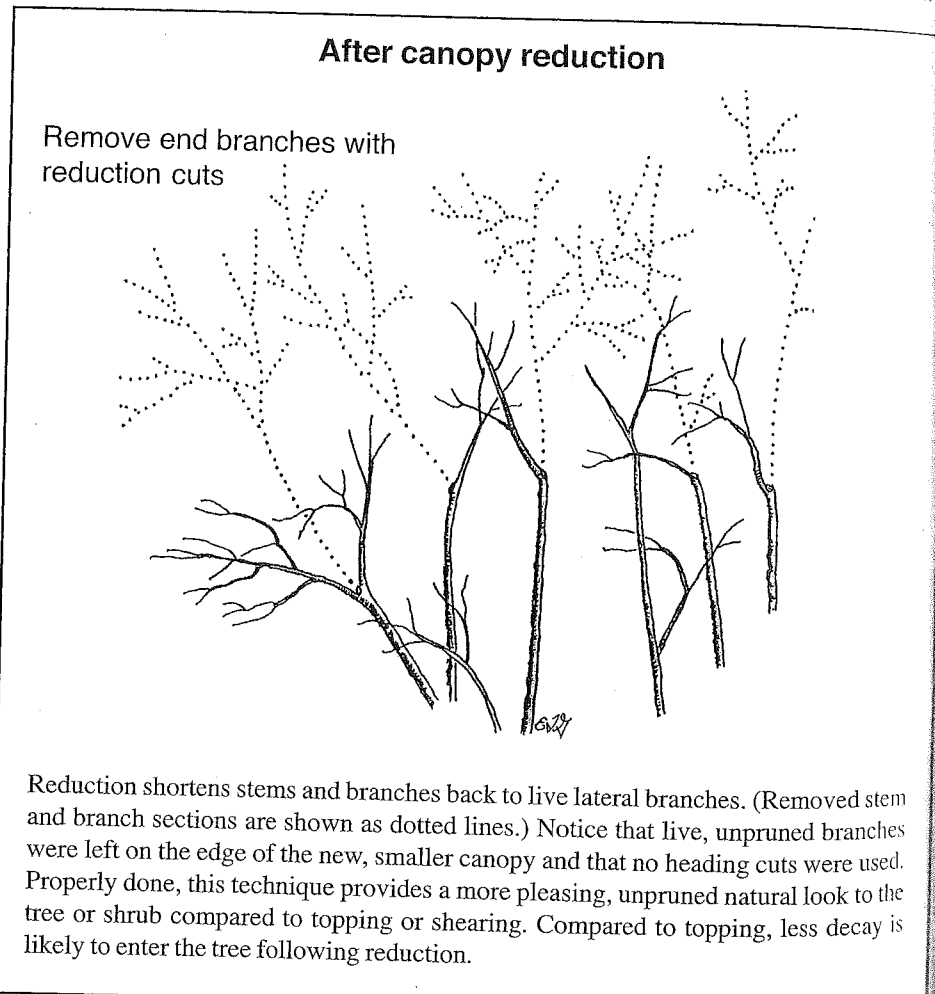 After canopy reduction
Remove end branches with
reduction cuts
Reduction shortens stems and branches back to live lateral branches. (Removed stem
and branch sections are shown as dotted lines.) Notice that live, unpruned branches
were left on the edge of the new, smaller canopy and that no heading cuts were used.
Properly done, this technique provides a more pleasing, unpruned natural look to the
tree or shrub compared to topping or shearing. Compared to topping, less decay is
likely to enter the tree following reduction.